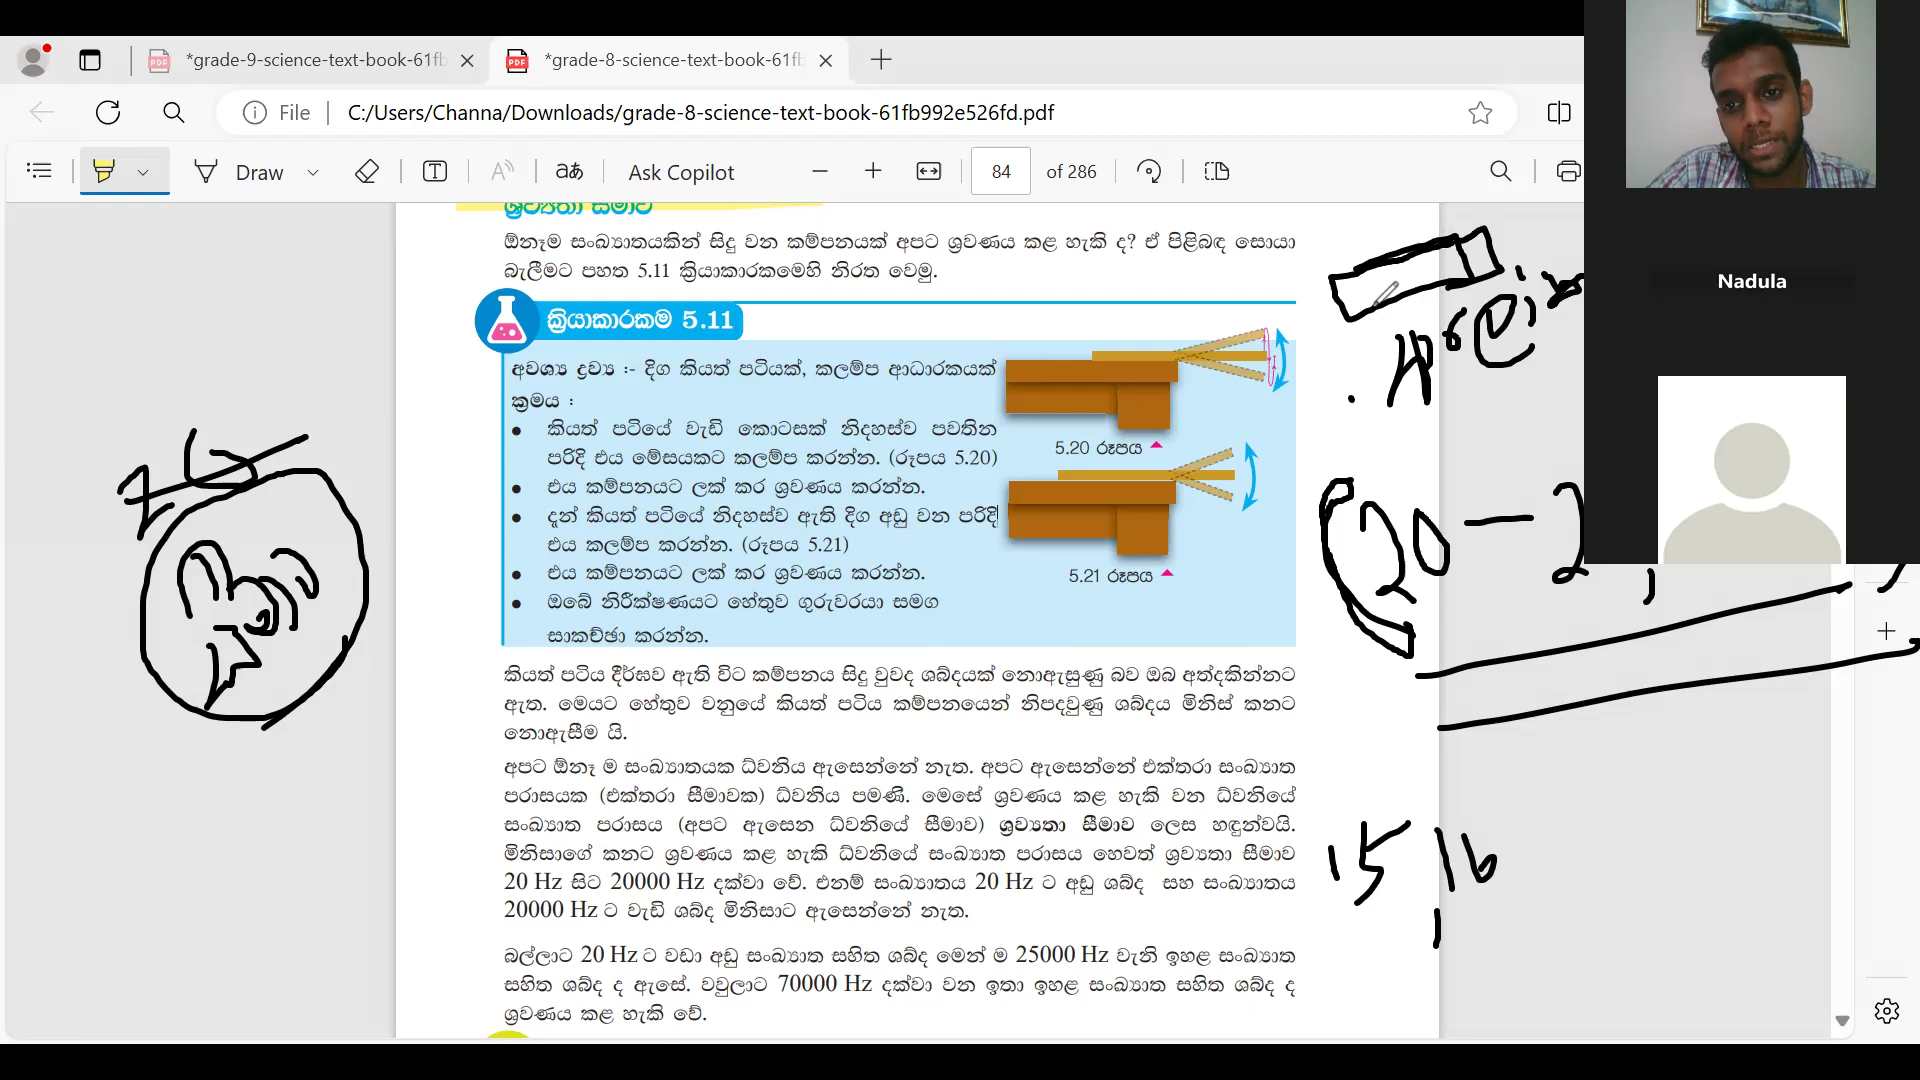 *grade-9-science-text-book-61fb
*grade-8-science-text-book-61fb
File
C:/Users/Channa/Downloads/grade-8-science-text-book-61fb992e526fd.pdf
Draw
Ask Copilot
84
of 286
Nadula
ශ්‍රව්‍යතා සීමාව
ඕනෑම සංඛ්‍යාතයකින් සිදු වන කම්පනයක් අපට ශ්‍රවණය කළ හැකි ද? ඒ පිළිබඳ සොයා
බැලීමට පහත 5.11 ක්‍රියාකාරකමෙහි නිරත වෙමු.
ක්‍රියාකාරකම 5.11
අවශ්‍ය ද්‍රව්‍ය :- දිග කියත් පටියක්, කලම්ප ආධාරකයක්
ක්‍රමය :
• කියත් පටියේ වැඩි කොටසක් නිදහස්ව පවතින
පරිදි එය මේසයකට කලම්ප කරන්න. (රූපය 5.20)
• එය කම්පනයට ලක් කර ශ්‍රවණය කරන්න.
• දැන් කියත් පටියේ නිදහස්ව ඇති දිග අඩු වන පරිදි
එය කලම්ප කරන්න. (රූපය 5.21)
• එය කම්පනයට ලක් කර ශ්‍රවණය කරන්න.
• ඔබේ නිරීක්ෂණයට හේතුව ගුරුවරයා සමග
සාකච්ඡා කරන්න.
5.20 රූපය
5.21 රූපය
කියත් පටිය දීර්ඝව ඇති විට කම්පනය සිදු වුවද ශබ්දයක් නොඇසුණු බව ඔබ අත්දකින්නට
ඇත. මෙයට හේතුව වනුයේ කියත් පටිය කම්පනයෙන් නිපදවුණු ශබ්දය මිනිස් කනට
නොඇසීම යි.
අපට ඕනෑ ම සංඛ්‍යාතයක ධ්වනිය ඇසෙන්නේ නැත. අපට ඇසෙන්නේ එක්තරා සංඛ්‍යාත
පරාසයක (එක්තරා සීමාවක) ධ්වනිය පමණි. මෙසේ ශ්‍රවණය කළ හැකි වන ධ්වනියේ
සංඛ්‍යාත පරාසය (අපට ඇසෙන ධ්වනියේ සීමාව) ශ්‍රව්‍යතා සීමාව ලෙස හඳුන්වයි.
මිනිසාගේ කනට ශ්‍රවණය කළ හැකි ධ්වනියේ සංඛ්‍යාත පරාසය හෙවත් ශ්‍රව්‍යතා සීමාව
20 Hz සිට 20000 Hz දක්වා වේ. එනම් සංඛ්‍යාතය 20 Hz ට අඩු ශබ්ද සහ සංඛ්‍යාතය
20000 Hz ට වැඩි ශබ්ද මිනිසාට ඇසෙන්නේ නැත.
බල්ලාට 20 Hz ට වඩා අඩු සංඛ්‍යාත සහිත ශබ්ද මෙන් ම 25000 Hz වැනි ඉහළ සංඛ්‍යාත
සහිත ශබ්ද ද ඇසේ. වවුලාට 70000 Hz දක්වා වන ඉතා ඉහළ සංඛ්‍යාත සහිත ශබ්ද ද
ශ්‍රවණය කළ හැකි වේ.
20 - 2
15 16